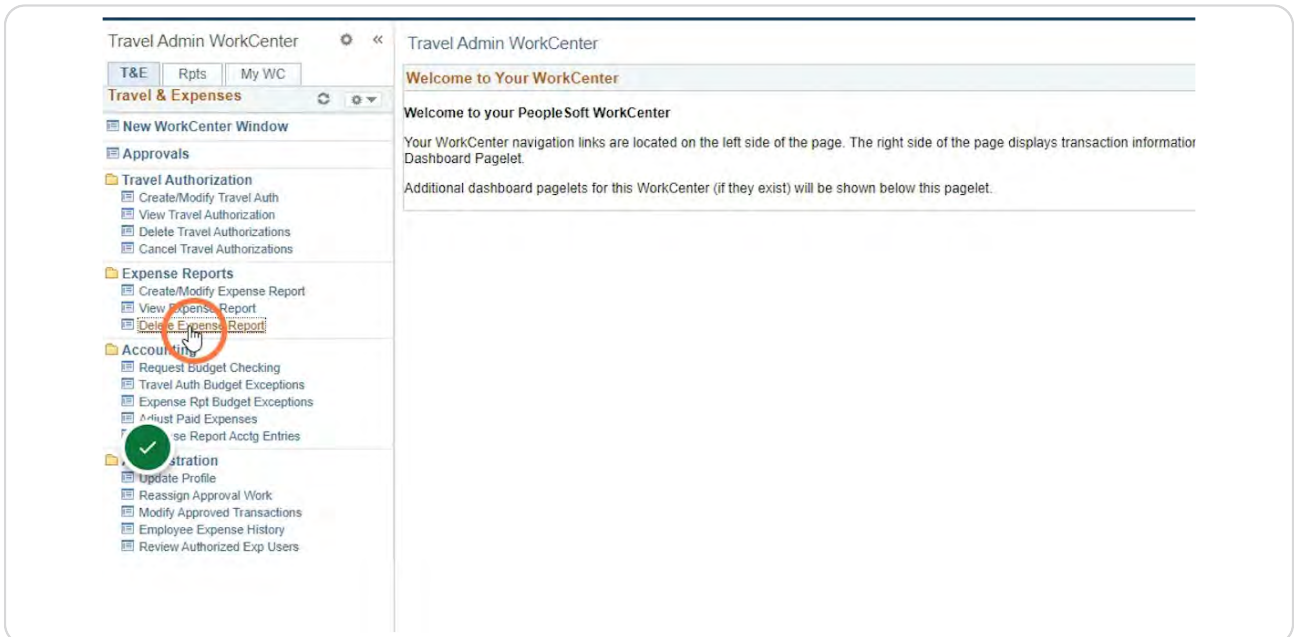 Travel Admin WorkCenter
T&E Rpts My WC
Travel & Expenses
New WorkCenter Window
Approvals
Travel Authorization
Create/Modify Travel Auth
View Travel Authorization
Delete Travel Authorizations
Cancel Travel Authorizations
Expense Reports
Create/Modify Expense Report
View Expense Report
Delete Expense Report
Accounting
Request Budget Checking
Travel Auth Budget Exceptions
Expense Rpt Budget Exceptions
Adjust Paid Expenses
Report Acctg Entries
Update Profile
Reassign Approval Work
Modify Approved Transactions
Employee Expense History
Review Authorized Exp Users
Travel Admin WorkCenter
Welcome to Your WorkCenter
Welcome to your PeopleSoft WorkCenter
Your WorkCenter navigation links are located on the left side of the page. The right side of the page displays transaction information
Dashboard Pagelet.
Additional dashboard pagelets for this WorkCenter (if they exist) will be shown below this pagelet.